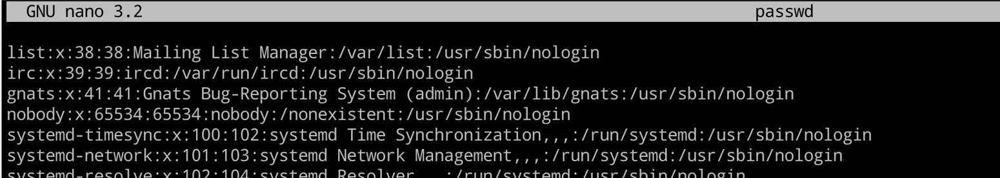 GNU nano 3.2 passwd
list:x:38:38:Mailing List Manager:/var/list:/usr/sbin/nologin
irc:x:39:39:ircd:/var/run/ircd:/usr/sbin/nologin
gnats:x:41:41:Gnats Bug-Reporting System (admin):/var/lib/gnats:/usr/sbin/nologin
nobody:x:65534:65534:nobody:/nonexistent:/usr/sbin/nologin
systemd-timesync:x:100:102:systemd Time Synchronization,,,:/run/systemd:/usr/sbin/nologin
systemd-network:x:101:103:systemd Network Management,,,:/run/systemd:/usr/sbin/nologin
systemd-resolve:x:102:104:systemd Resolver,,,:/run/systemd:/usr/sbin/nologin